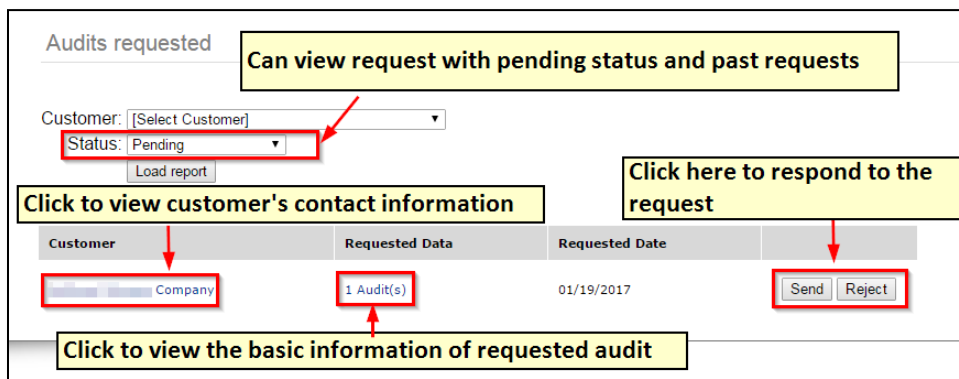 Audits requested
Can view request with pending status and past requests
Customer: [Select Customer]
Status: Pending
Load report
Click here to respond to the
request
Click to view customer's contact information
Customer Requested Data Requested Date
Company 1 Audit(s) 01/19/2017 Send Reject
Click to view the basic information of requested audit